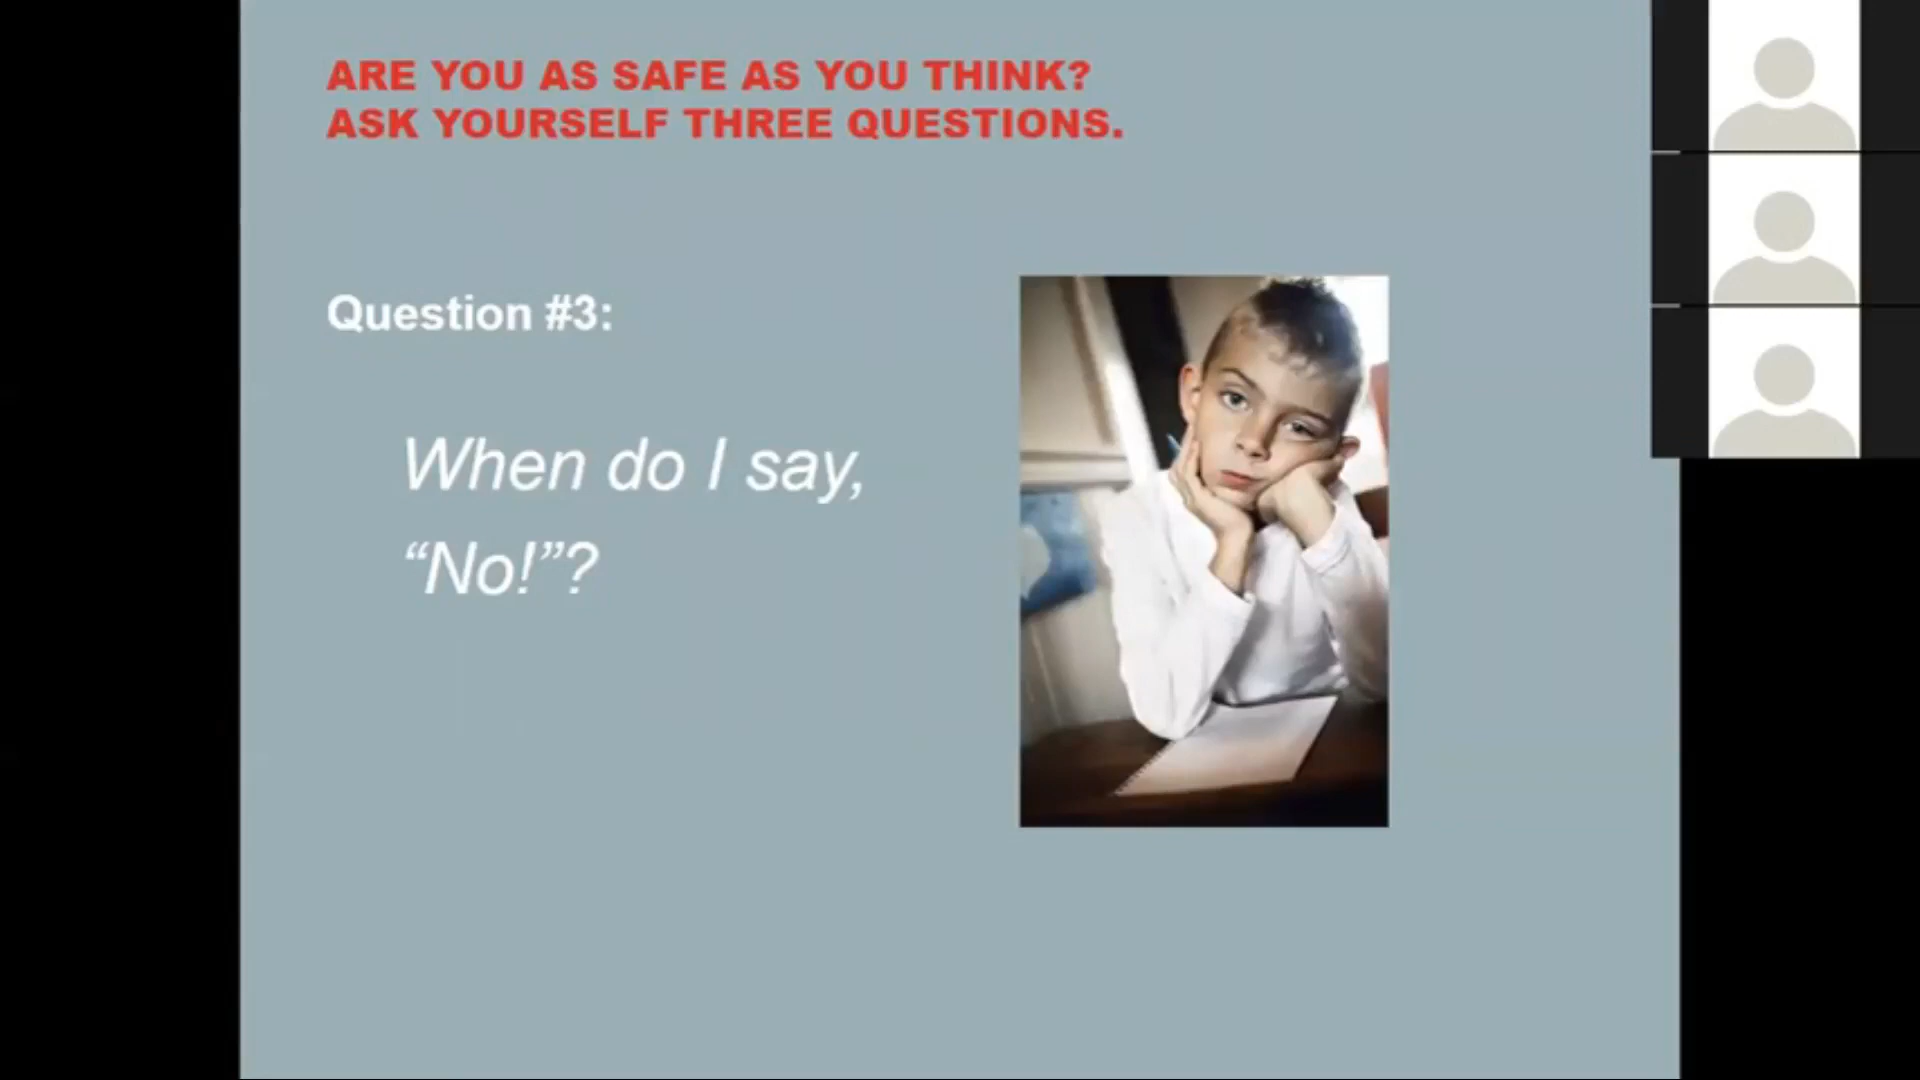 ARE YOU AS SAFE AS YOU THINK?
ASK YOURSELF THREE QUESTIONS.
Question #3:
When do I say,
“No!”?